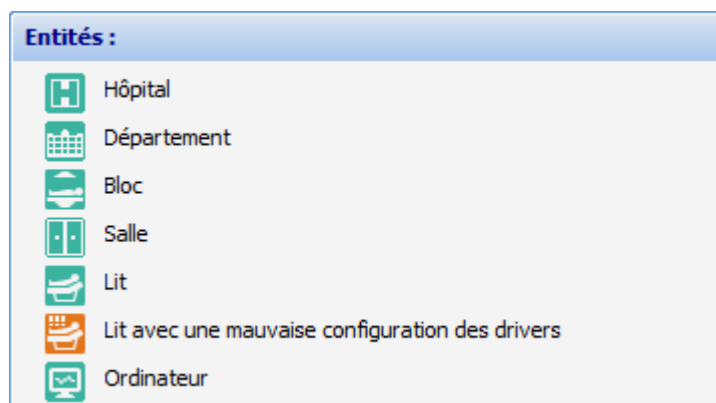 Entités :
Hôpital
Département
Bloc
Salle
Lit
Lit avec une mauvaise configuration des drivers
Ordinateur